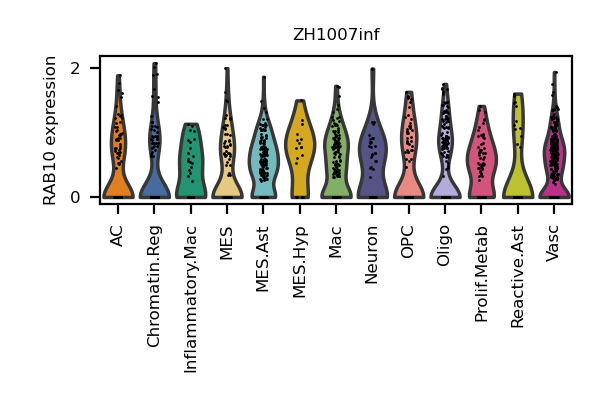 ZH1007inf
RAB10 expression
2
0
AC
Chromatin.Reg
Inflammatory.Mac
MES
MES.Ast
MES.Hyp
Mac
Neuron
OPC
Oligo
Prolif.Metab
Reactive.Ast
Vasc